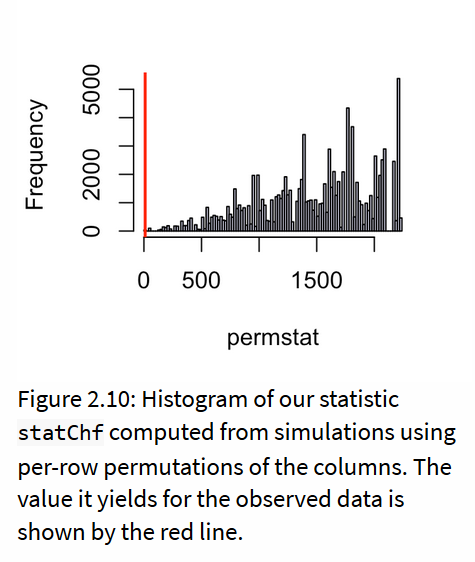 Frequency
5000
2000
0
0 500 1500
permstat
Figure 2.10: Histogram of our statistic
statChf computed from simulations using
per-row permutations of the columns. The
value it yields for the observed data is
shown by the red line.